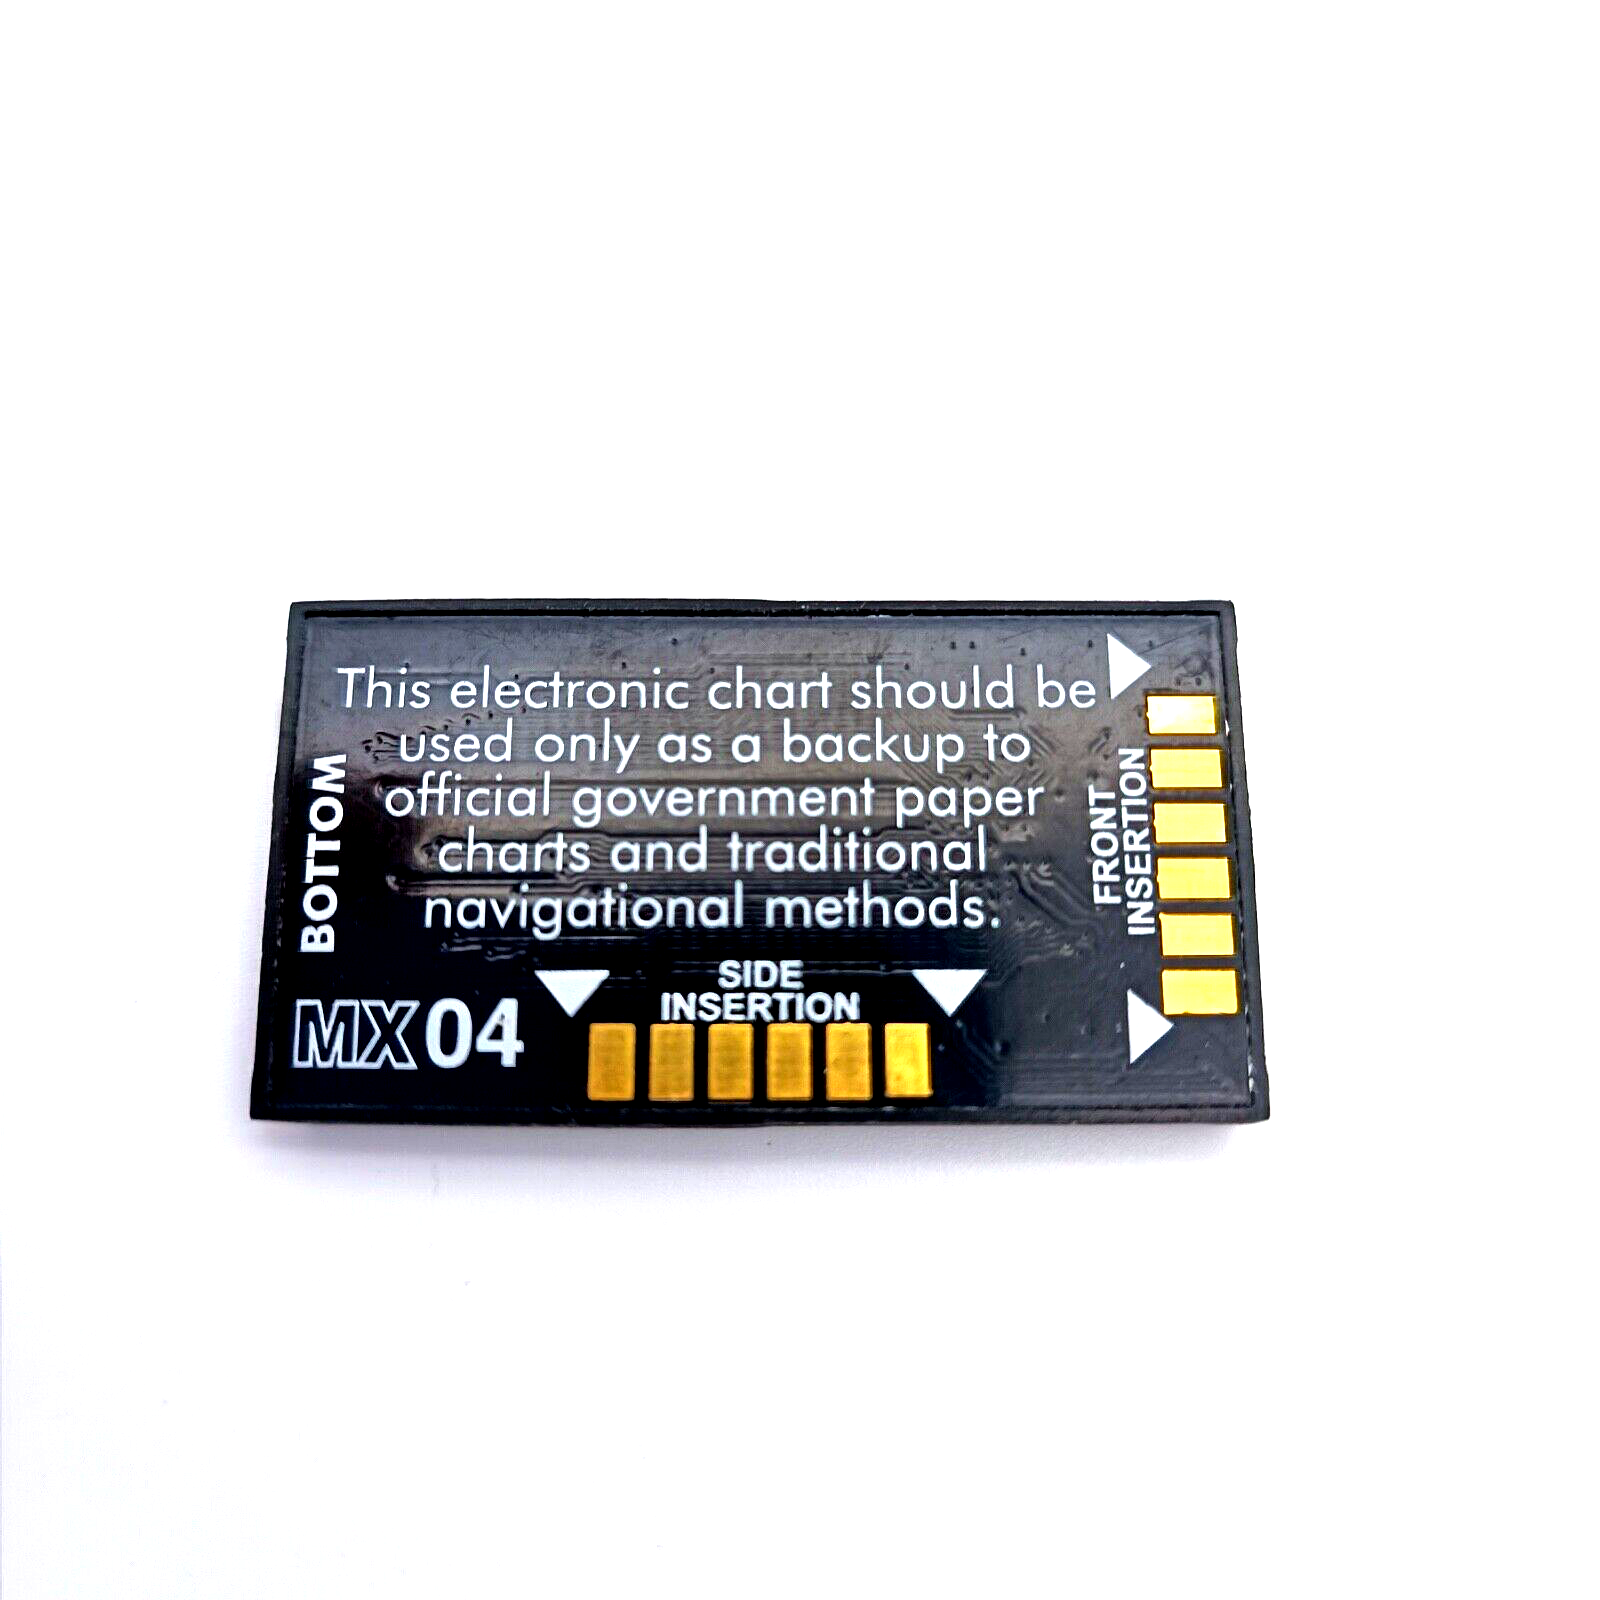 This electronic chart should be
used only as a backup to
official government paper
charts and traditional
navigational methods.
BOTTOM
FRONT
INSERTION
SIDE
INSERTION
MX04